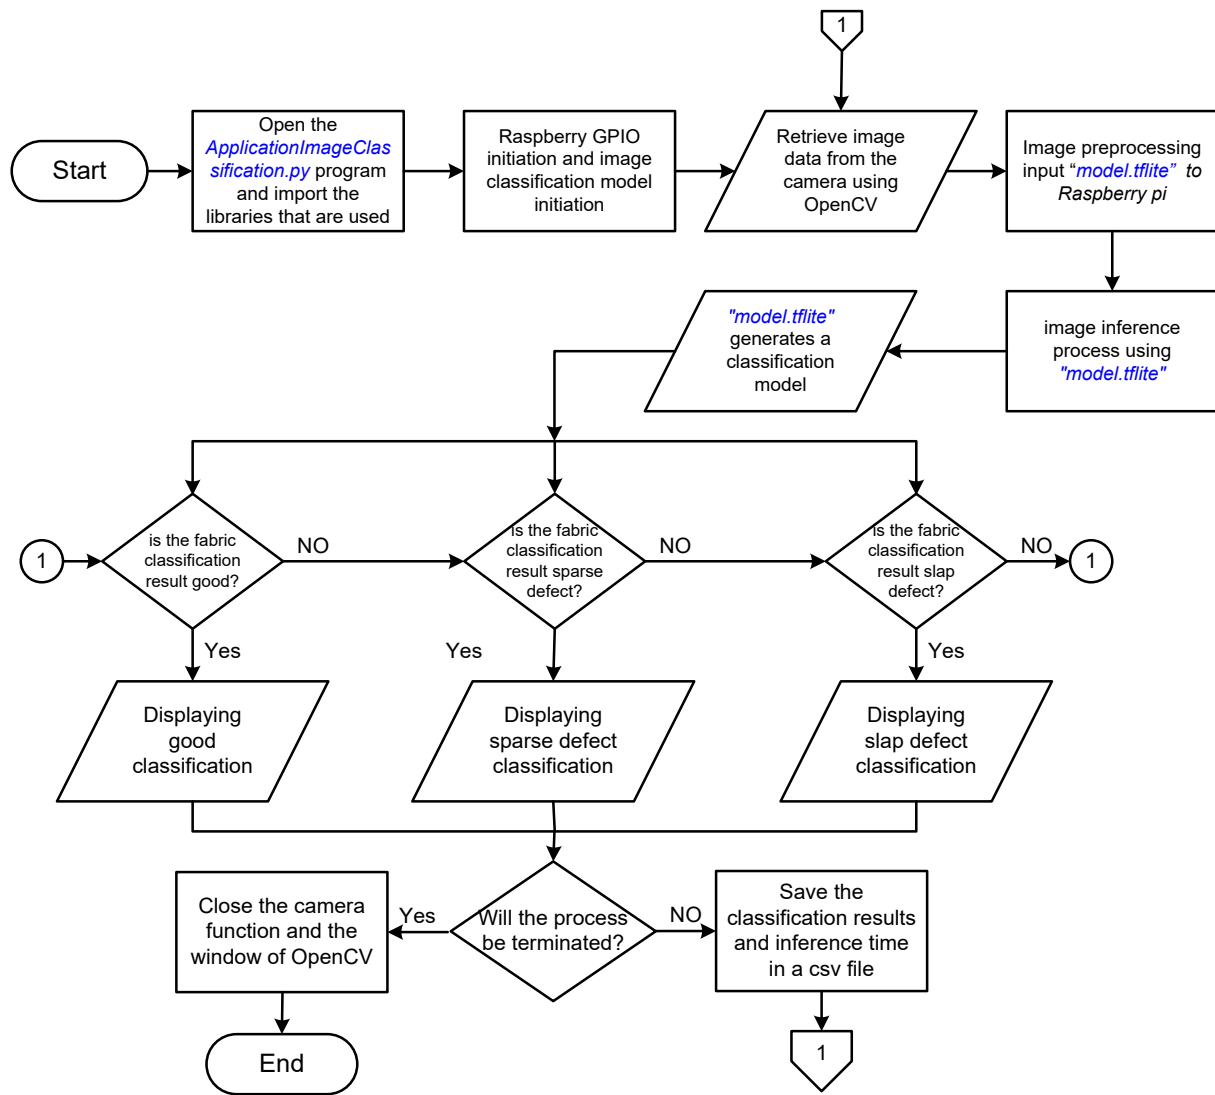 1
Start
Open the
ApplicationImageClas
sification.py program
and import the
libraries that are used
Raspberry GPIO
initiation and image
classification model
initiation
Retrieve image
data from the
camera using
OpenCV
Image preprocessing
input “model.tflite” to
Raspberry pi
"model.tflite"
generates a
classification
model
image inference
process using
"model.tflite"
1
is the fabric
classification
result good?
NO
is the fabric
classification
result sparse
defect?
NO
is the fabric
classification
result slap
defect?
NO
1
Yes
Yes
Yes
Displaying
good
classification
Displaying
sparse defect
classification
Displaying
slap defect
classification
Close the camera
function and the
window of OpenCV
Yes
Will the process
be terminated?
NO
Save the
classification results
and inference time
in a csv file
End
1